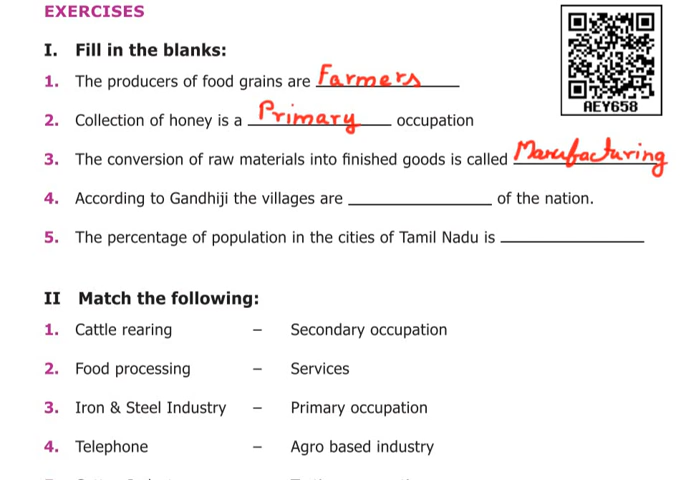 EXERCISES
I. Fill in the blanks:
1. The producers of food grains are Farmers
2. Collection of honey is a Primary occupation
3. The conversion of raw materials into finished goods is called Manufacturing
4. According to Gandhiji the villages are ____________ of the nation.
5. The percentage of population in the cities of Tamil Nadu is ____________
AEY658
II Match the following:
1. Cattle rearing – Secondary occupation
2. Food processing – Services
3. Iron & Steel Industry – Primary occupation
4. Telephone – Agro based industry